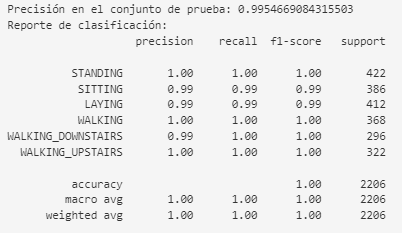 Precisión en el conjunto de prueba: 0.9954669084315503
Reporte de clasificación:
precision recall f1-score support
STANDING 1.00 1.00 1.00 422
SITTING 0.99 0.99 0.99 386
LAYING 0.99 0.99 0.99 412
WALKING 1.00 1.00 1.00 368
WALKING_DOWNSTAIRS 0.99 1.00 1.00 296
WALKING_UPSTAIRS 1.00 1.00 1.00 322
accuracy 1.00 2206
macro avg 1.00 1.00 1.00 2206
weighted avg 1.00 1.00 1.00 2206